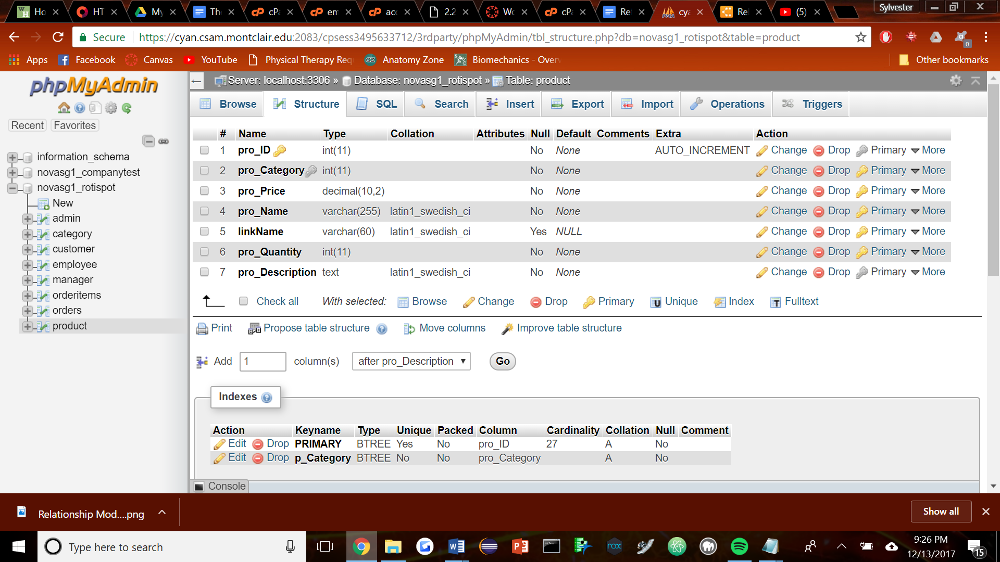 Ho
HT
My
The
cPa
em
acc
2.2
Wo
cPa
Rel
cya
Rel
(5)
Sylvester
Secure https://cyan.csam.montclair.edu:2083/cpsess3495633712/3rdparty/phpMyAdmin/tbl_structure.php?db=novasg1_rotispot&table=product
0
Apps Facebook Canvas YouTube Physical Therapy Req Anatomy Zone Biomechanics - Over Other bookmarks
phpMyAdmin
Recent Favorites
information_schema
novasg1_companytest
novasg1_rotispot
New
admin
category
customer
employee
manager
orderitems
orders
product
Server: localhost:3306 » Database: novasg1_rotispot » Table: product
Browse Structure SQL Search Insert Export Import Operations Triggers
# Name Type Collation Attributes Null Default Comments Extra Action
1 pro_ID int(11) No None AUTO_INCREMENT Change Drop Primary More
2 pro_Category int(11) No None Change Drop Primary More
3 pro_Price decimal(10,2) No None Change Drop Primary More
4 pro_Name varchar(255) latin1_swedish_ci No None Change Drop Primary More
5 linkName varchar(60) latin1_swedish_ci Yes NULL Change Drop Primary More
6 pro_Quantity int(11) No None Change Drop Primary More
7 pro_Description text latin1_swedish_ci No None Change Drop Primary More
Check all With selected: Browse Change Drop Primary Unique Index Fulltext
Print Propose table structure Move columns Improve table structure
Add 1 column(s) after pro_Description Go
Indexes
Action Keyname Type Unique Packed Column Cardinality Collation Null Comment
Edit Drop PRIMARY BTREE Yes No pro_ID 27 A No
Edit Drop p_Category BTREE No No pro_Category A No
Console
Relationship Mod....png
Show all
Type here to search
9:26 PM
12/13/2017
15